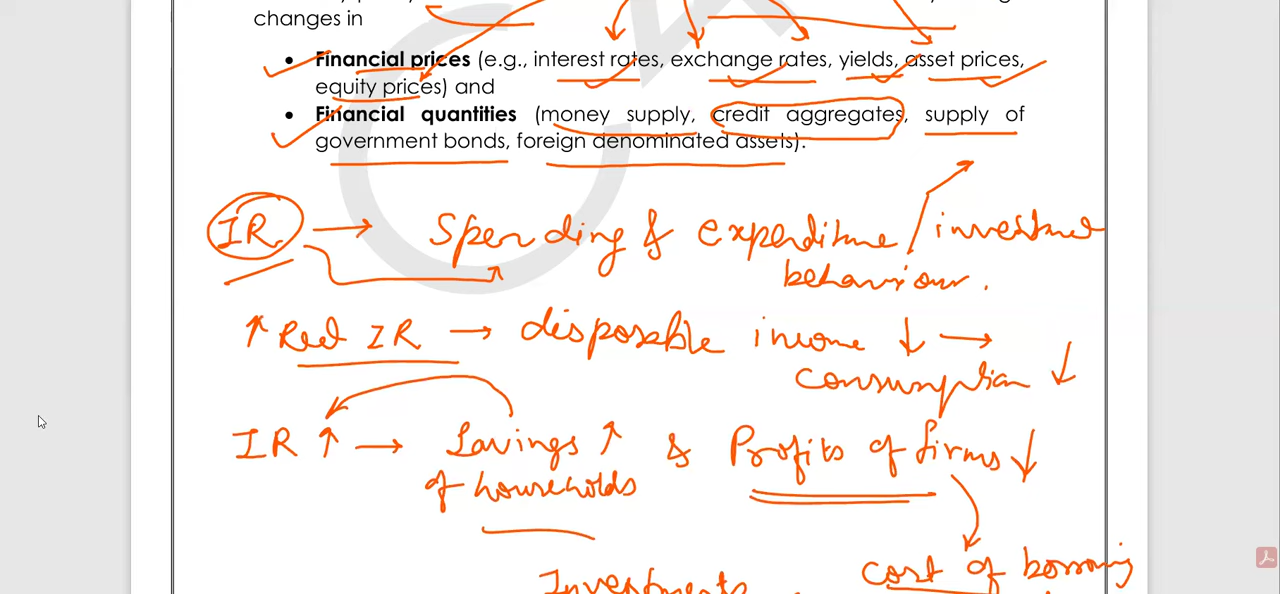 changes in
• Financial prices (e.g., interest rates, exchange rates, yields, asset prices,
equity prices) and
• Financial quantities (money supply, credit aggregates, supply of
government bonds, foreign denominated assets).
IR → Spending & expenditure / investment
behaviour.
↑ Real IR → disposable income ↓ →
consumption ↓
IR ↑ → Savings ↑ & Profits of firms ↓
of households
cost of borrowing
Investments